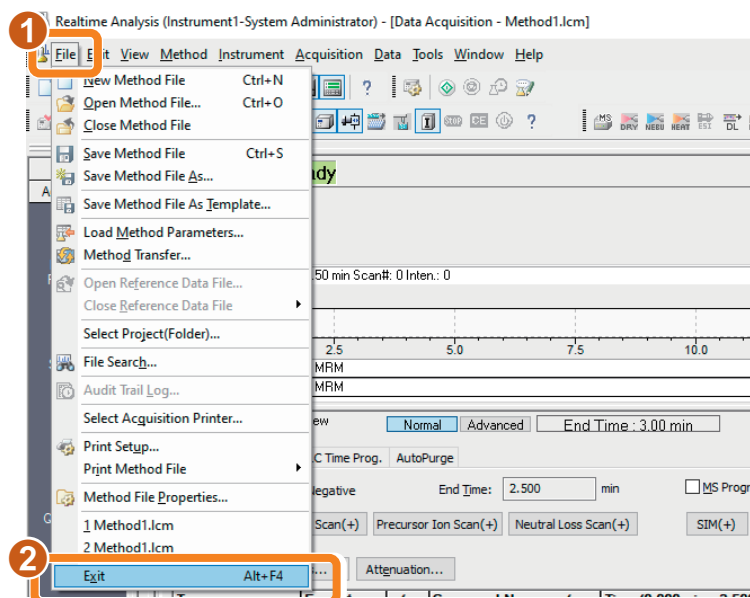 1
Realtime Analysis (Instrument1-System Administrator) - [Data Acquisition - Method1.lcm]
File Edit View Method Instrument Acquisition Data Tools Window Help
New Method File Ctrl+N
Open Method File... Ctrl+O
Close Method File
Save Method File Ctrl+S
Save Method File As...
Save Method File As Template...
Load Method Parameters...
Method Transfer...
Open Reference Data File...
Close Reference Data File
Select Project(Folder)...
File Search...
Audit Trail Log...
Select Acquisition Printer...
Print Setup...
Print Method File
Method File Properties...
1 Method1.lcm
2 Method1.lcm
2
Exit Alt+F4
MS DRY HEAT ESI DL
.50 min Scan#: 0 Inten.: 0
2.5 5.0 7.5 10.0
MRM
MRM
Normal Advanced End Time : 3.00 min
Time Prog. AutoPurge
End Time: 2.500 min MS
Scan(+) Precursor Ion Scan(+) Neutral Loss Scan(+) SIM(+)
Attenuation...